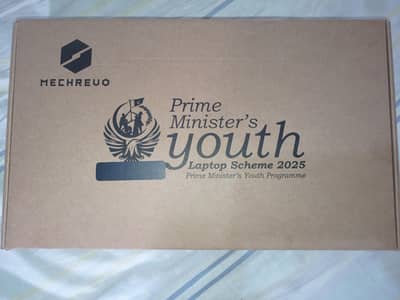 MECHREVO
Prime
Minister's
youth
Laptop Scheme 2025
Prime Minister's Youth Programme